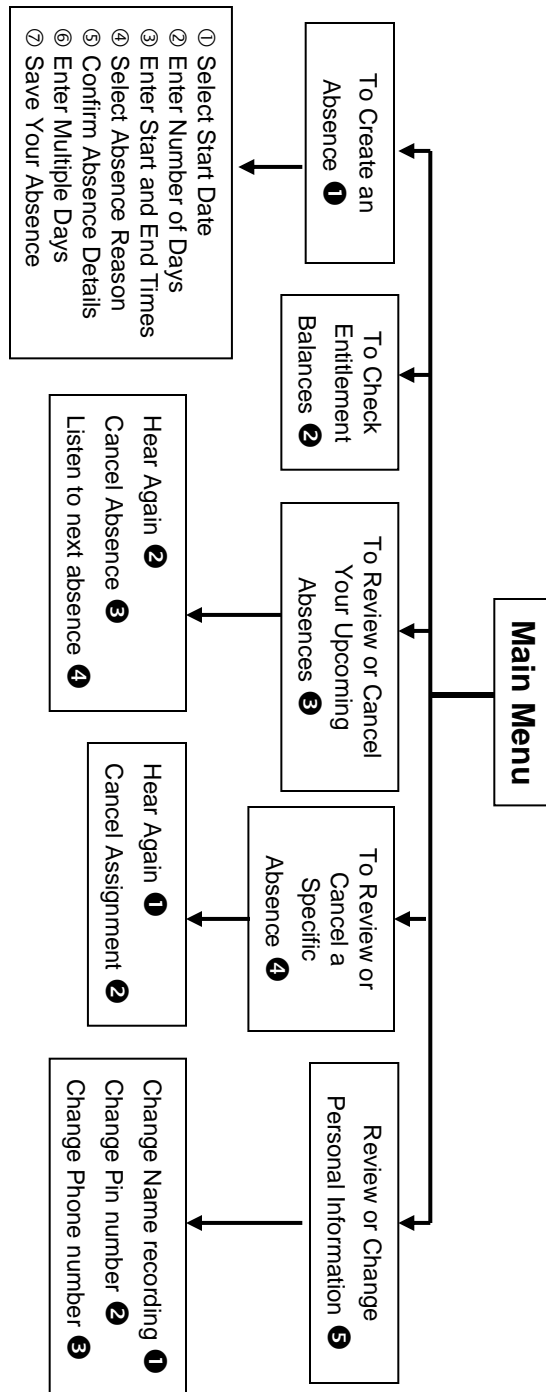 Main Menu
To Create an
Absence ❶
① Select Start Date
② Enter Number of Days
③ Enter Start and End Times
④ Select Absence Reason
⑤ Confirm Absence Details
⑥ Enter Multiple Days
⑦ Save Your Absence
To Check
Entitlement
Balances ❷
To Review or Cancel
Your Upcoming
Absences ❸
Hear Again ❷
Cancel Absence ❸
Listen to next absence ❹
To Review or
Cancel a
Specific
Absence ❹
Hear Again ❶
Cancel Assignment ❷
Review or Change
Personal Information ❺
Change Name recording ❶
Change Pin number ❷
Change Phone number ❸